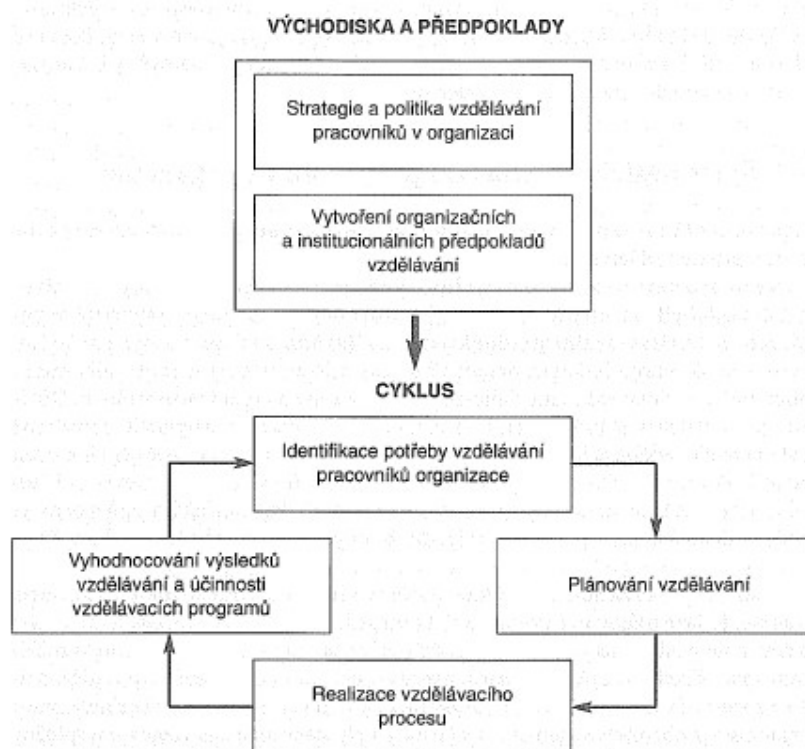 VÝCHODISKA A PŘEDPOKLADY
Strategie a politika vzdělávání
pracovníků v organizaci
Vytvoření organizačních
a institucionálních předpokladů
vzdělávání
CYKLUS
Identifikace potřeby vzdělávání
pracovníků organizace
Vyhodnocování výsledků
vzdělávání a účinnosti
vzdělávacích programů
Plánování vzdělávání
Realizace vzdělávacího
procesu